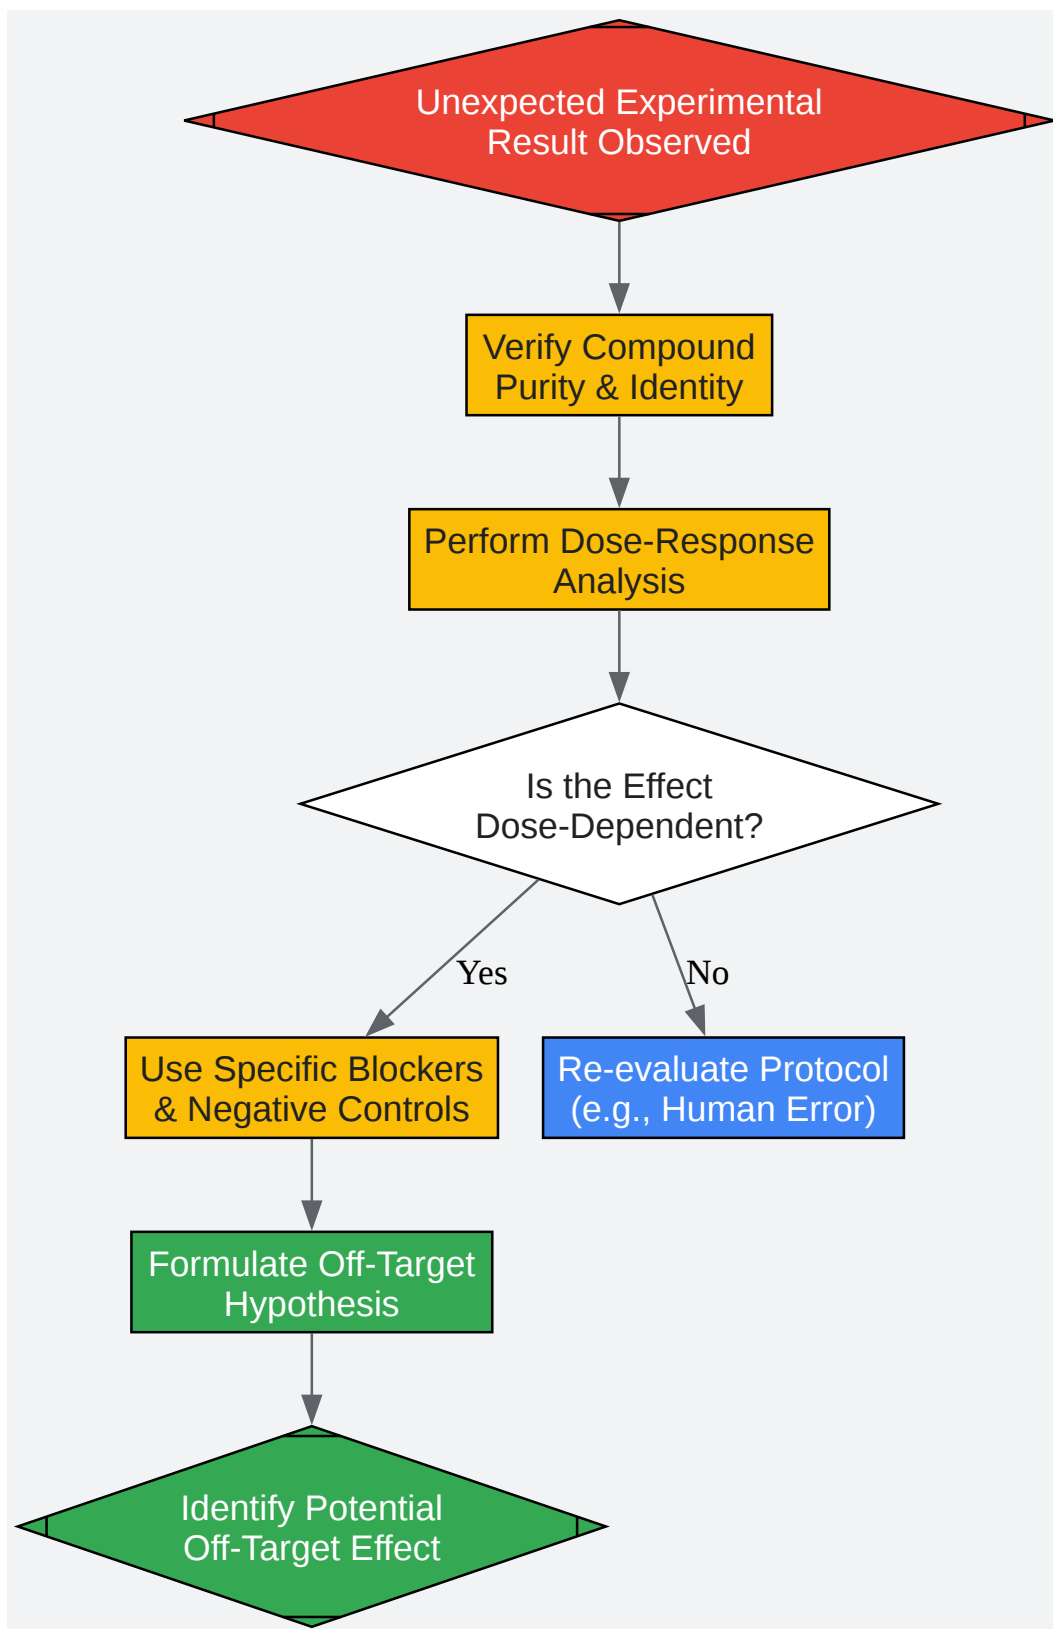 Unexpected Experimental
Result Observed
Verify Compound
Purity & Identity
Perform Dose-Response
Analysis
Is the Effect
Dose-Dependent?
Yes
No
Use Specific Blockers
& Negative Controls
Re-evaluate Protocol
(e.g., Human Error)
Formulate Off-Target
Hypothesis
Identify Potential
Off-Target Effect